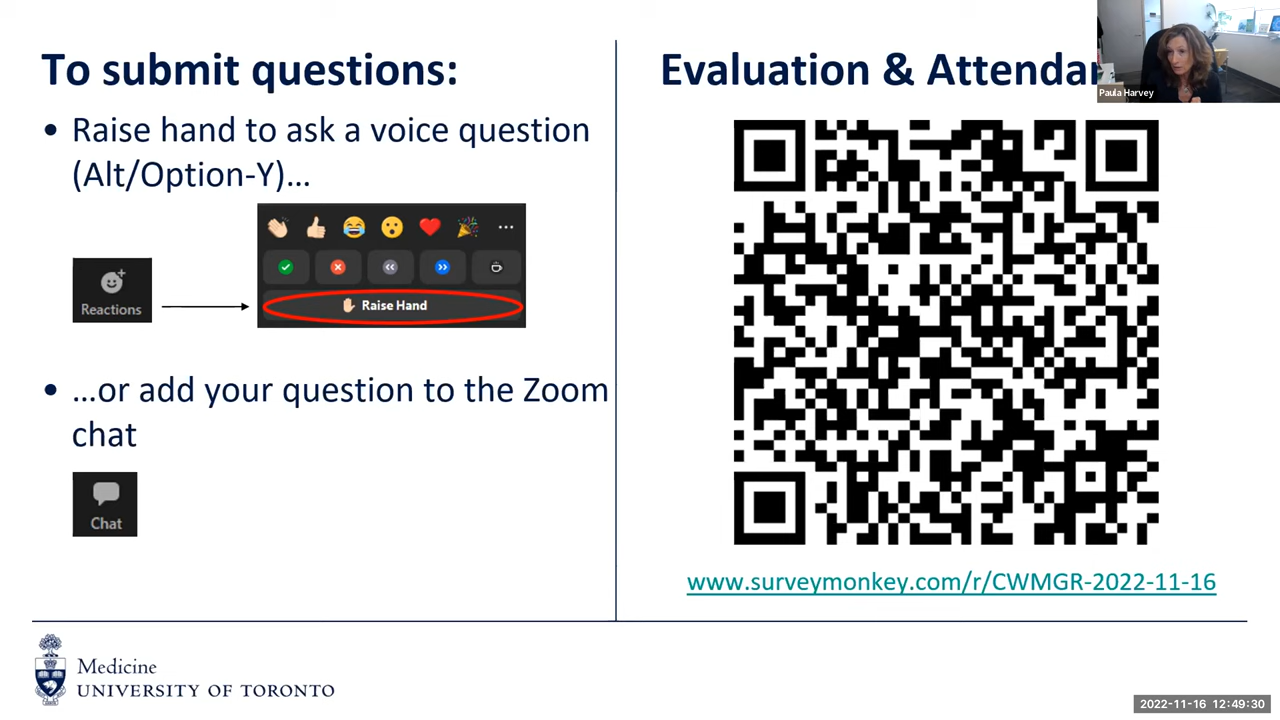 To submit questions:
• Raise hand to ask a voice question
(Alt/Option-Y)…
Reactions
Raise Hand
• …or add your question to the Zoom
chat
Chat
Evaluation & Attendan
Paula Harvey
www.surveymonkey.com/r/CWMGR-2022-11-16
Medicine
UNIVERSITY OF TORONTO
2022-11-16 12:49:30